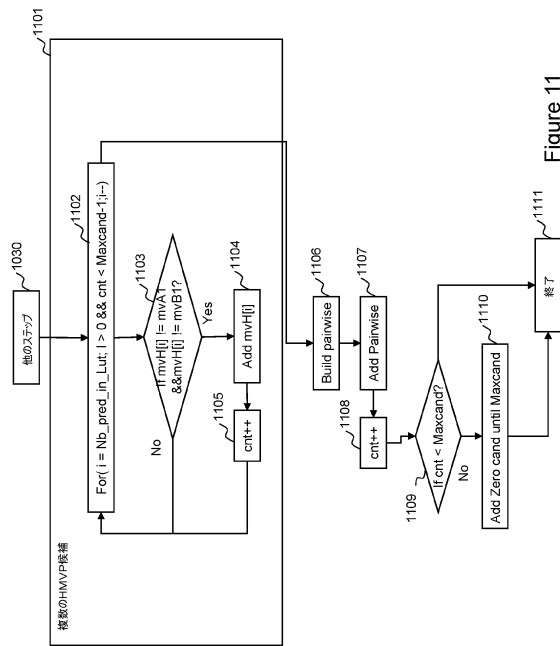 1030
他のステップ
1101
複数のHMVP候補
1102
For( i = Nb_pred_in_Lut; I > 0 && cnt < Maxcand-1;i--)
1103
If mvH[i] != mvA1
&&mvH[i] != mvB1?
No
Yes
1104
Add mvH[i]
1105
cnt++
1106
Build pairwise
1107
Add Pairwise
1108
cnt++
1109
If cnt < Maxcand?
No
1110
Add Zero cand until Maxcand
1111
終了
Figure 11